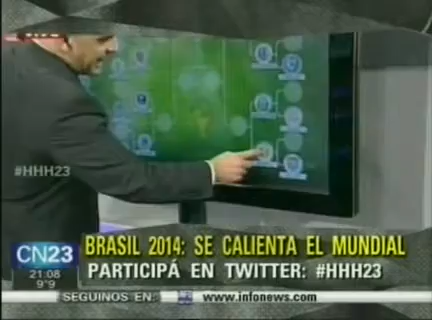 #HHH23
BRASIL 2014: SE CALIENTA EL MUNDIAL
CN23
PARTICIPÁ EN TWITTER: #HHH23
21:08
9°9
SEGUINOS EN:
www.infonews.com